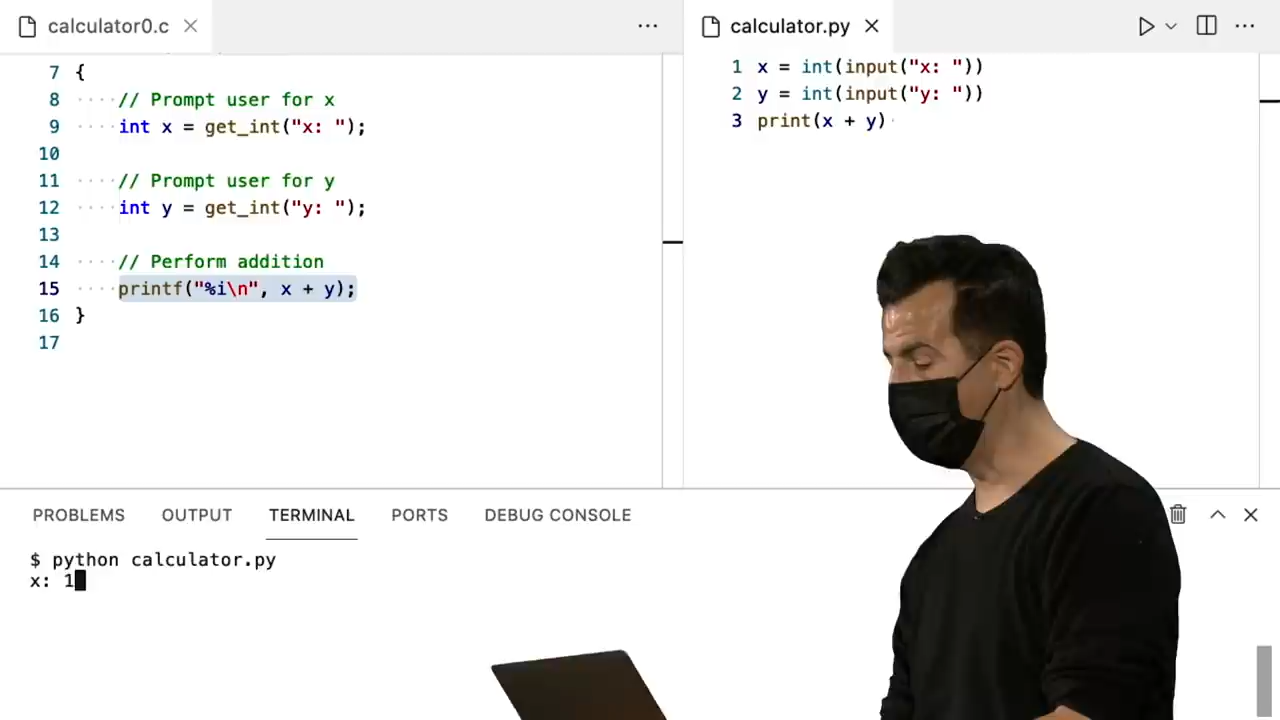 calculator0.c
7 {
8 ····// Prompt user for x
9 ····int x = get_int("x: ");
10
11 ····// Prompt user for y
12 ····int y = get_int("y: ");
13
14 ····// Perform addition
15 ····printf("%i\n", x + y);
16 }
17
calculator.py
1 x = int(input("x: "))
2 y = int(input("y: "))
3 print(x + y)
PROBLEMS OUTPUT TERMINAL PORTS DEBUG CONSOLE
$ python calculator.py
x: 1